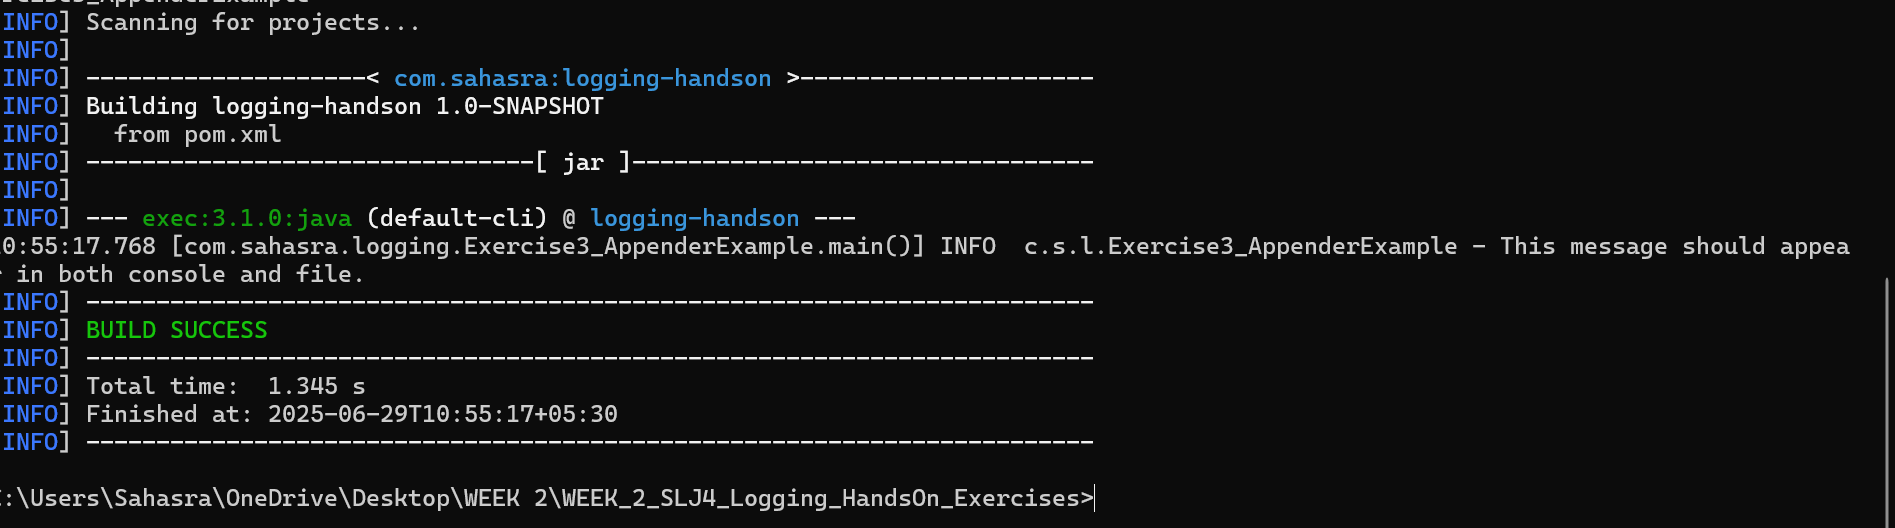 INFO] Scanning for projects...
INFO]
INFO] --------------------< com.sahasra:logging-handson >---------------------
INFO] Building logging-handson 1.0-SNAPSHOT
INFO]   from pom.xml
INFO] --------------------------------[ jar ]---------------------------------
INFO]
INFO] --- exec:3.1.0:java (default-cli) @ logging-handson ---
0:55:17.768 [com.sahasra.logging.Exercise3_AppenderExample.main()] INFO  c.s.l.Exercise3_AppenderExample - This message should appea
r in both console and file.
INFO] ------------------------------------------------------------------------
INFO] BUILD SUCCESS
INFO] ------------------------------------------------------------------------
INFO] Total time:  1.345 s
INFO] Finished at: 2025-06-29T10:55:17+05:30
INFO] ------------------------------------------------------------------------
:\Users\Sahasra\OneDrive\Desktop\WEEK 2\WEEK_2_SLJ4_Logging_HandsOn_Exercises>